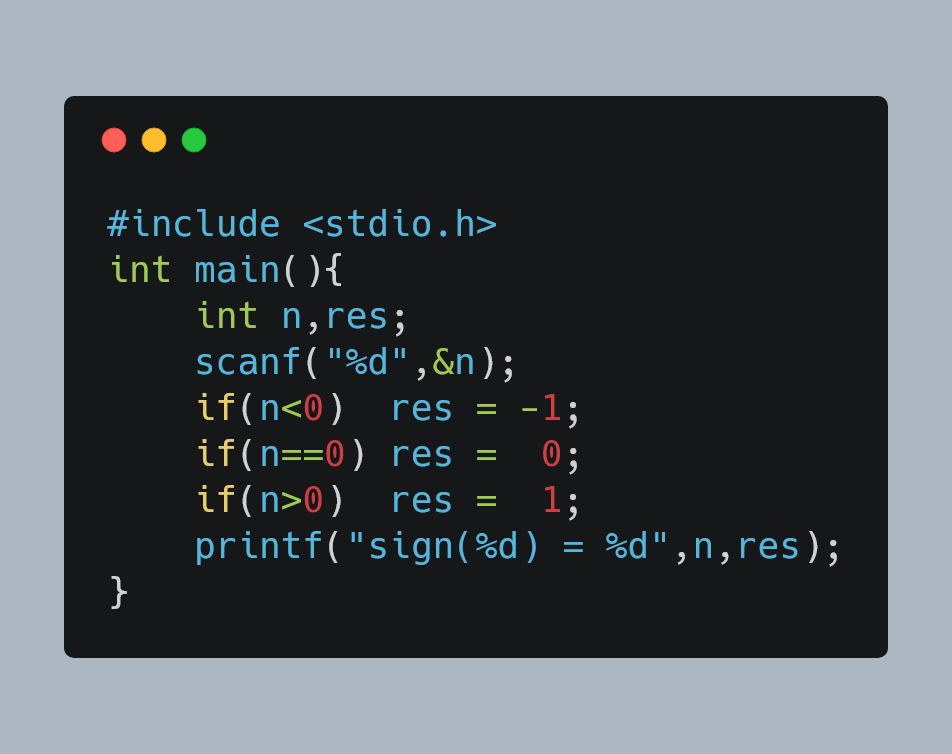 #include <stdio.h>
int main(){
    int n,res;
    scanf("%d",&n);
    if(n<0)  res = -1;
    if(n==0) res =  0;
    if(n>0)  res =  1;
    printf("sign(%d) = %d",n,res);
}